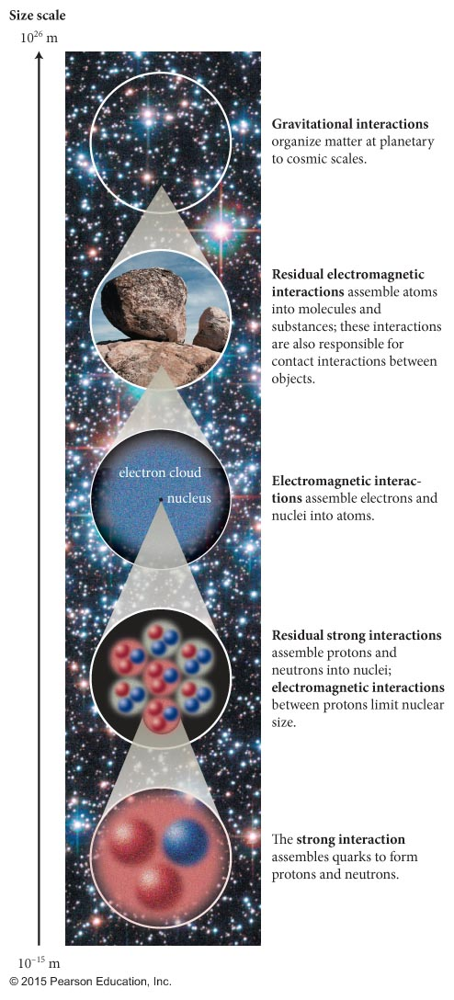 Size scale
10²⁶ m
Gravitational interactions
organize matter at planetary
to cosmic scales.
Residual electromagnetic
interactions assemble atoms
into molecules and
substances; these interactions
are also responsible for
contact interactions between
objects.
electron cloud
nucleus
Electromagnetic interac-
tions assemble electrons and
nuclei into atoms.
Residual strong interactions
assemble protons and
neutrons into nuclei;
electromagnetic interactions
between protons limit nuclear
size.
The strong interaction
assembles quarks to form
protons and neutrons.
10⁻¹⁵ m
© 2015 Pearson Education, Inc.